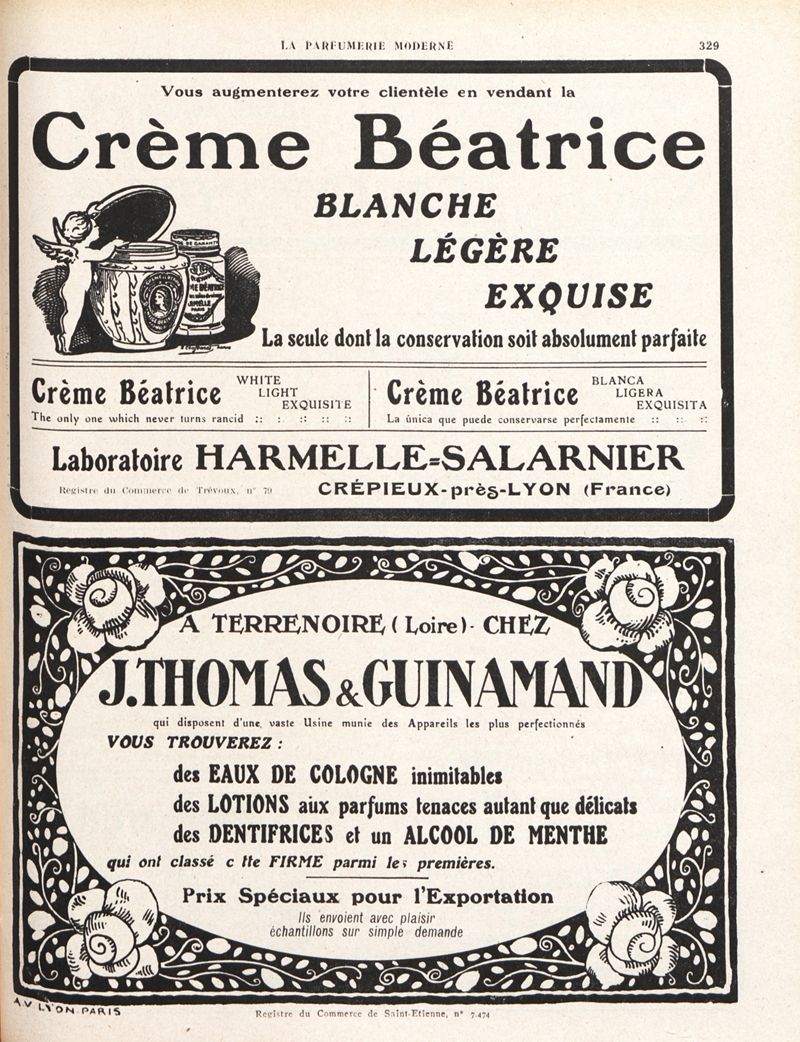 LA PARFUMERIE MODERNE
329
Vous augmenterez votre clientèle en vendant la
Crème Béatrice
BLANCHE
LÉGÈRE
EXQUISE
La seule dont la conservation soit absolument parfaite
Crème Béatrice
WHITE
LIGHT
EXQUISITE
The only one which never turns rancid :: : :: :: ::
Crème Béatrice
BLANCA
LIGERA
EXQUISITA
La única que puede conservarse perfectamente :: :: ::
Laboratoire HARMELLE=SALARNIER
Registre du Commerce de Trévoux, n° 79
CRÉPIEUX-près-LYON (France)
A TERRENOIRE (Loire)- CHEZ
J. THOMAS & GUINAMAND
qui disposent d'une, vaste Usine munie des Appareils les plus perfectionnés
VOUS TROUVEREZ :
des EAUX DE COLOGNE inimitables
des LOTIONS aux parfums tenaces autant que délicats
des DENTIFRICES et un ALCOOL DE MENTHE
qui ont classé c tte FIRME parmi les premières.
Prix Spéciaux pour l'Exportation
Ils envoient avec plaisir
échantillons sur simple demande
A.V LYON.PARIS
Registre du Commerce de Saint-Etienne, n° 7.474